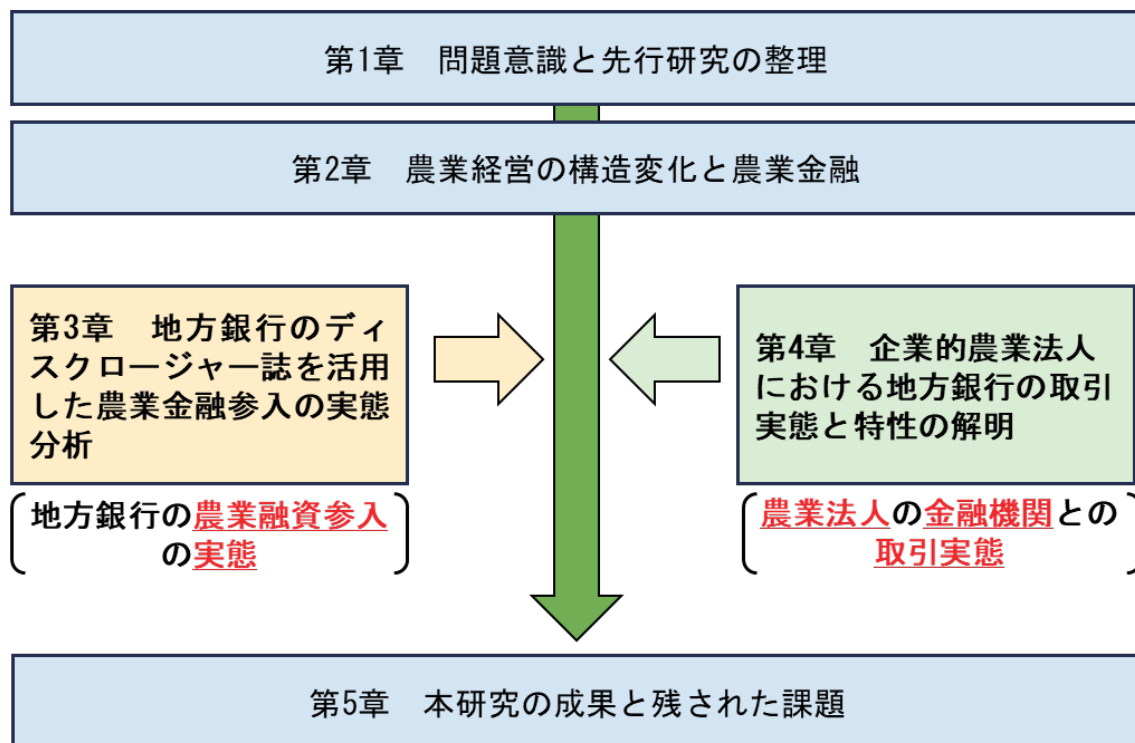 第1章　問題意識と先行研究の整理
第2章　農業経営の構造変化と農業金融
第3章　地方銀行のディ
スクロージャー誌を活用
した農業金融参入の実態
分析
地方銀行の農業融資参入
の実態
第4章　企業的農業法人
における地方銀行の取引
実態と特性の解明
農業法人の金融機関との
取引実態
第5章　本研究の成果と残された課題